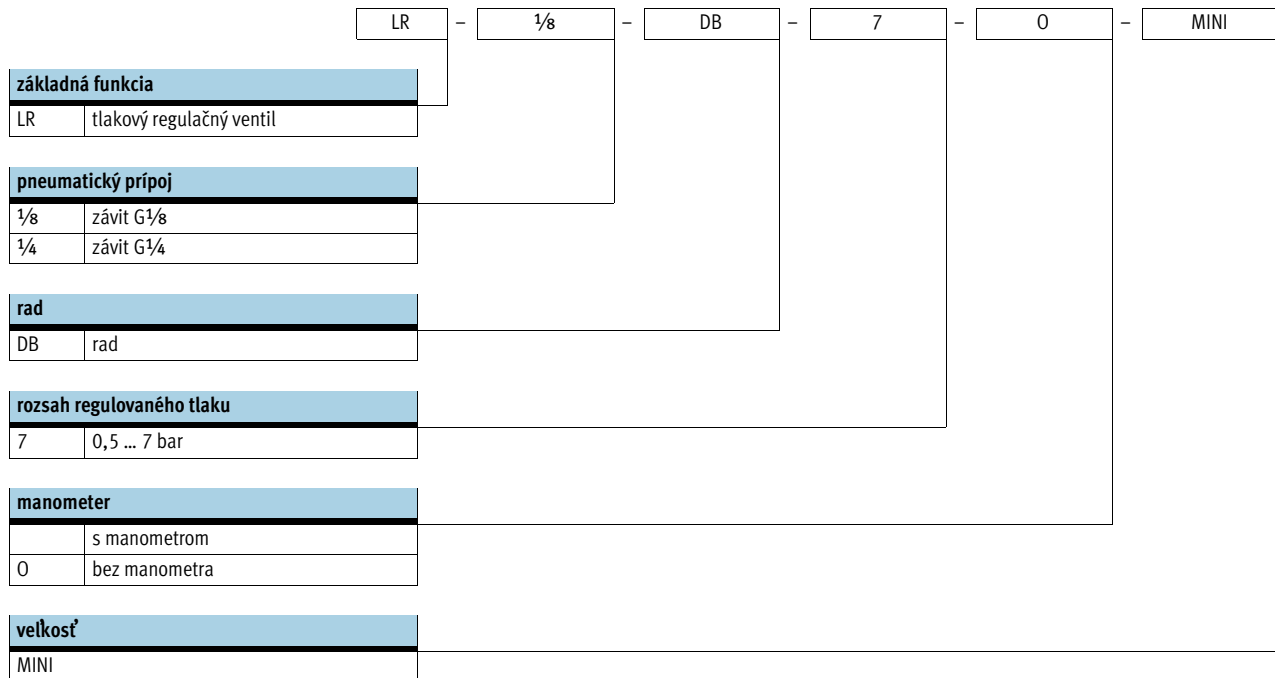 LR – ⅛ – DB – 7 – O – MINI
základná funkcia
LR tlakový regulačný ventil
pneumatický prípoj
⅛ závit G⅛
¼ závit G¼
rad
DB rad
rozsah regulovaného tlaku
7 0,5 ... 7 bar
manometer
s manometrom
O bez manometra
veľkosť
MINI